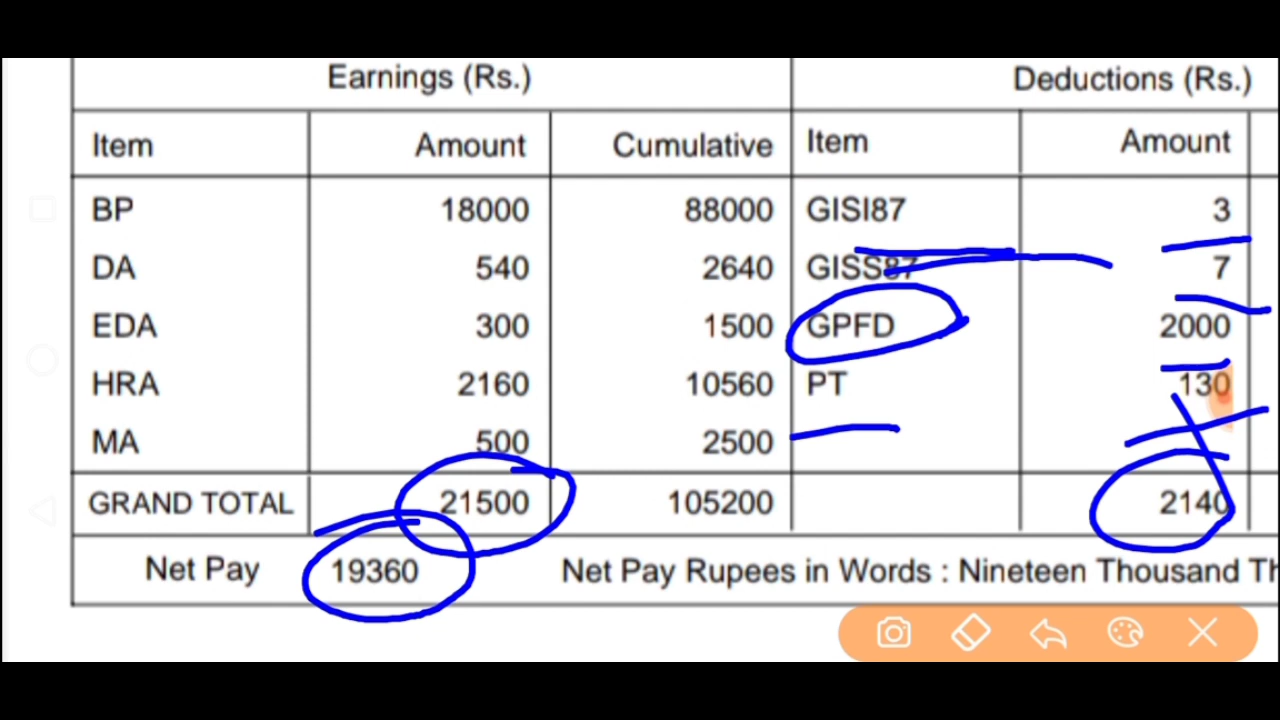 Earnings (Rs.) Deductions (Rs.)
Item Amount Cumulative Item Amount
BP 18000 88000 GISI87 3
DA 540 2640 GISS87 7
EDA 300 1500 GPFD 2000
HRA 2160 10560 PT 130
MA 500 2500
GRAND TOTAL 21500 105200 2140
Net Pay 19360 Net Pay Rupees in Words : Nineteen Thousand Th